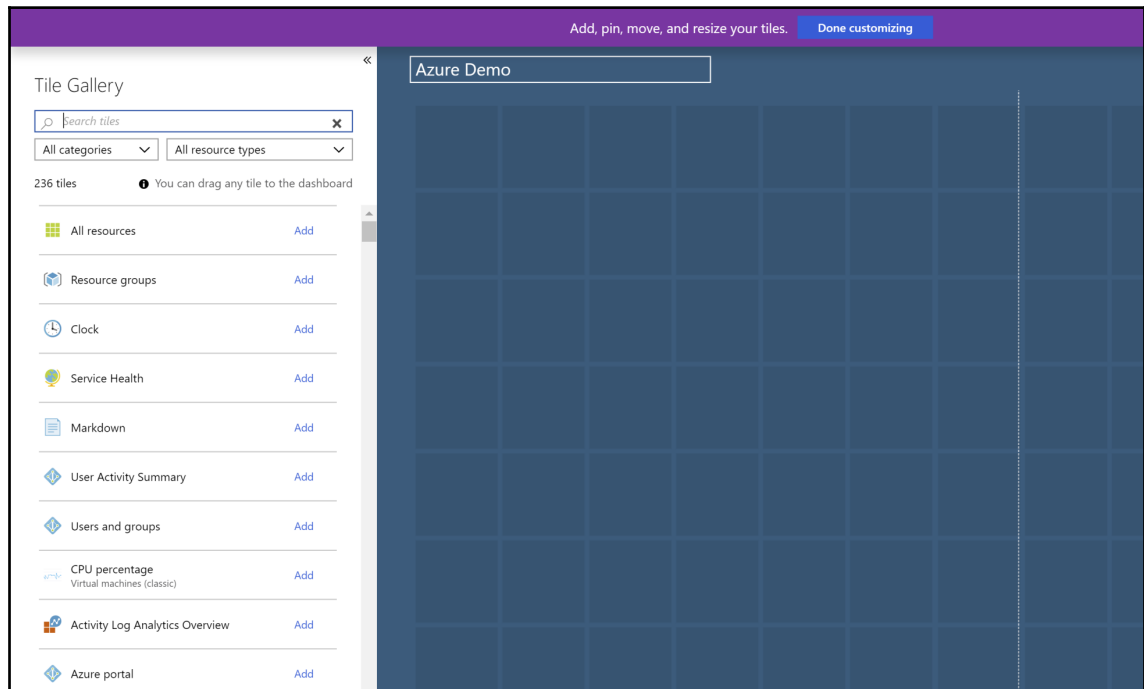 Add, pin, move, and resize your tiles. Done customizing
«
Azure Demo
Tile Gallery
Search tiles
All categories All resource types
236 tiles You can drag any tile to the dashboard
All resources Add
Resource groups Add
Clock Add
Service Health Add
Markdown Add
User Activity Summary Add
Users and groups Add
CPU percentage Add
Virtual machines (classic)
Activity Log Analytics Overview Add
Azure portal Add